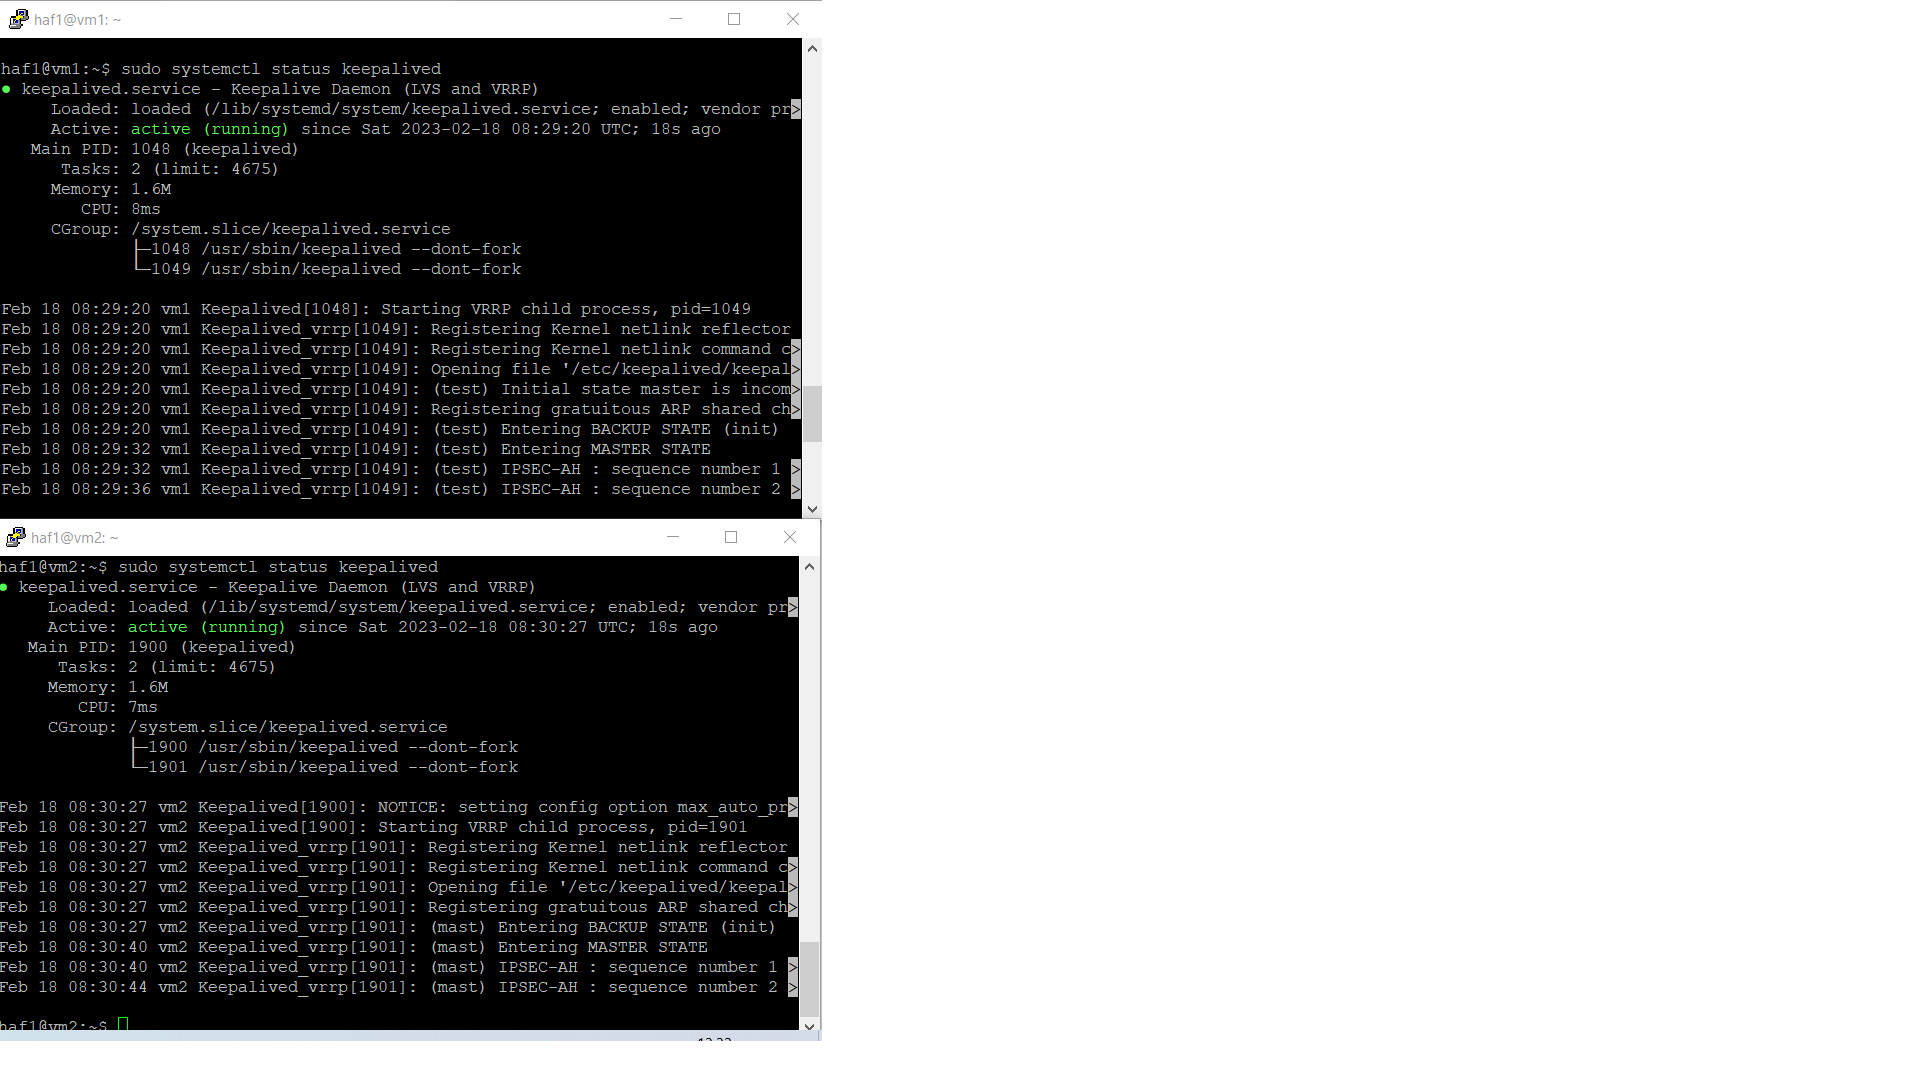 haf1@vm1: ~
haf1@vm1:~$ sudo systemctl status keepalived
● keepalived.service - Keepalive Daemon (LVS and VRRP)
Loaded: loaded (/lib/systemd/system/keepalived.service; enabled; vendor pr>
Active: active (running) since Sat 2023-02-18 08:29:20 UTC; 18s ago
Main PID: 1048 (keepalived)
Tasks: 2 (limit: 4675)
Memory: 1.6M
CPU: 8ms
CGroup: /system.slice/keepalived.service
├─1048 /usr/sbin/keepalived --dont-fork
└─1049 /usr/sbin/keepalived --dont-fork
Feb 18 08:29:20 vm1 Keepalived[1048]: Starting VRRP child process, pid=1049
Feb 18 08:29:20 vm1 Keepalived_vrrp[1049]: Registering Kernel netlink reflector
Feb 18 08:29:20 vm1 Keepalived_vrrp[1049]: Registering Kernel netlink command c>
Feb 18 08:29:20 vm1 Keepalived_vrrp[1049]: Opening file '/etc/keepalived/keepal>
Feb 18 08:29:20 vm1 Keepalived_vrrp[1049]: (test) Initial state master is incom>
Feb 18 08:29:20 vm1 Keepalived_vrrp[1049]: Registering gratuitous ARP shared ch>
Feb 18 08:29:20 vm1 Keepalived_vrrp[1049]: (test) Entering BACKUP STATE (init)
Feb 18 08:29:32 vm1 Keepalived_vrrp[1049]: (test) Entering MASTER STATE
Feb 18 08:29:32 vm1 Keepalived_vrrp[1049]: (test) IPSEC-AH : sequence number 1 >
Feb 18 08:29:36 vm1 Keepalived_vrrp[1049]: (test) IPSEC-AH : sequence number 2 >
haf1@vm2: ~
haf1@vm2:~$ sudo systemctl status keepalived
● keepalived.service - Keepalive Daemon (LVS and VRRP)
Loaded: loaded (/lib/systemd/system/keepalived.service; enabled; vendor pr>
Active: active (running) since Sat 2023-02-18 08:30:27 UTC; 18s ago
Main PID: 1900 (keepalived)
Tasks: 2 (limit: 4675)
Memory: 1.6M
CPU: 7ms
CGroup: /system.slice/keepalived.service
├─1900 /usr/sbin/keepalived --dont-fork
└─1901 /usr/sbin/keepalived --dont-fork
Feb 18 08:30:27 vm2 Keepalived[1900]: NOTICE: setting config option max_auto_pr>
Feb 18 08:30:27 vm2 Keepalived[1900]: Starting VRRP child process, pid=1901
Feb 18 08:30:27 vm2 Keepalived_vrrp[1901]: Registering Kernel netlink reflector
Feb 18 08:30:27 vm2 Keepalived_vrrp[1901]: Registering Kernel netlink command c>
Feb 18 08:30:27 vm2 Keepalived_vrrp[1901]: Opening file '/etc/keepalived/keepal>
Feb 18 08:30:27 vm2 Keepalived_vrrp[1901]: Registering gratuitous ARP shared ch>
Feb 18 08:30:27 vm2 Keepalived_vrrp[1901]: (mast) Entering BACKUP STATE (init)
Feb 18 08:30:40 vm2 Keepalived_vrrp[1901]: (mast) Entering MASTER STATE
Feb 18 08:30:40 vm2 Keepalived_vrrp[1901]: (mast) IPSEC-AH : sequence number 1 >
Feb 18 08:30:44 vm2 Keepalived_vrrp[1901]: (mast) IPSEC-AH : sequence number 2 >
haf1@vm2:~$